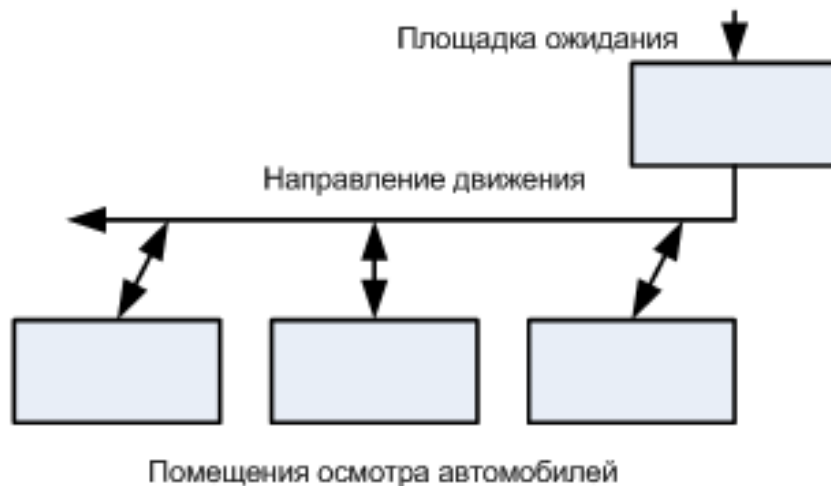 Площадка ожидания
Направление движения
Помещения осмотра автомобилей